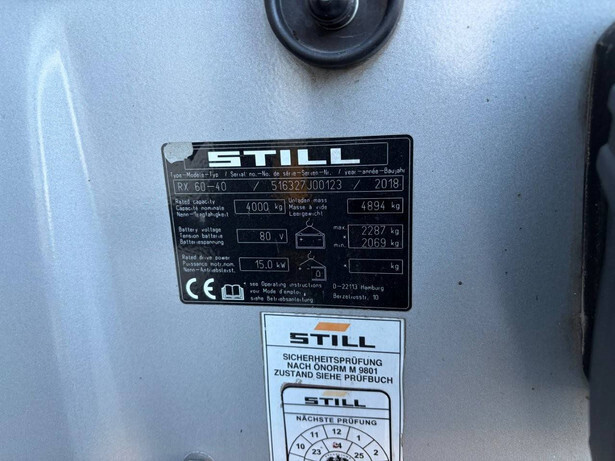 STILL
Type-Modele-Typ / Serial no.-No. de série-Serien-Nr. / year-année-Baujahr
RX 60-40 / 516327J00123 / 2018
Rated capacity
Capacité nominale
Nenn-Tragfähigkeit
4000 kg
Unladen mass
Masse à vide
Leergewicht
4894 kg
Battery voltage
Tension batterie
Batteriespannung
80 V
max. 2287 kg
*
min. 2069 kg
Rated drive power
Puissance motr.nom.
Nenn-Antriebsleist.
15.0 kW
* kg
CE
* see Operating instructions
voir Mode d'emploi
siehe Betriebsanleitung
D-22113 Hamburg
Berzeliusstr. 10
STILL
SICHERHEITSPRÜFUNG
NACH ÖNORM M 9801
ZUSTAND SIEHE PRÜFBUCH
STILL
NÄCHSTE PRÜFUNG
10 11 12 1 2
23 24 25